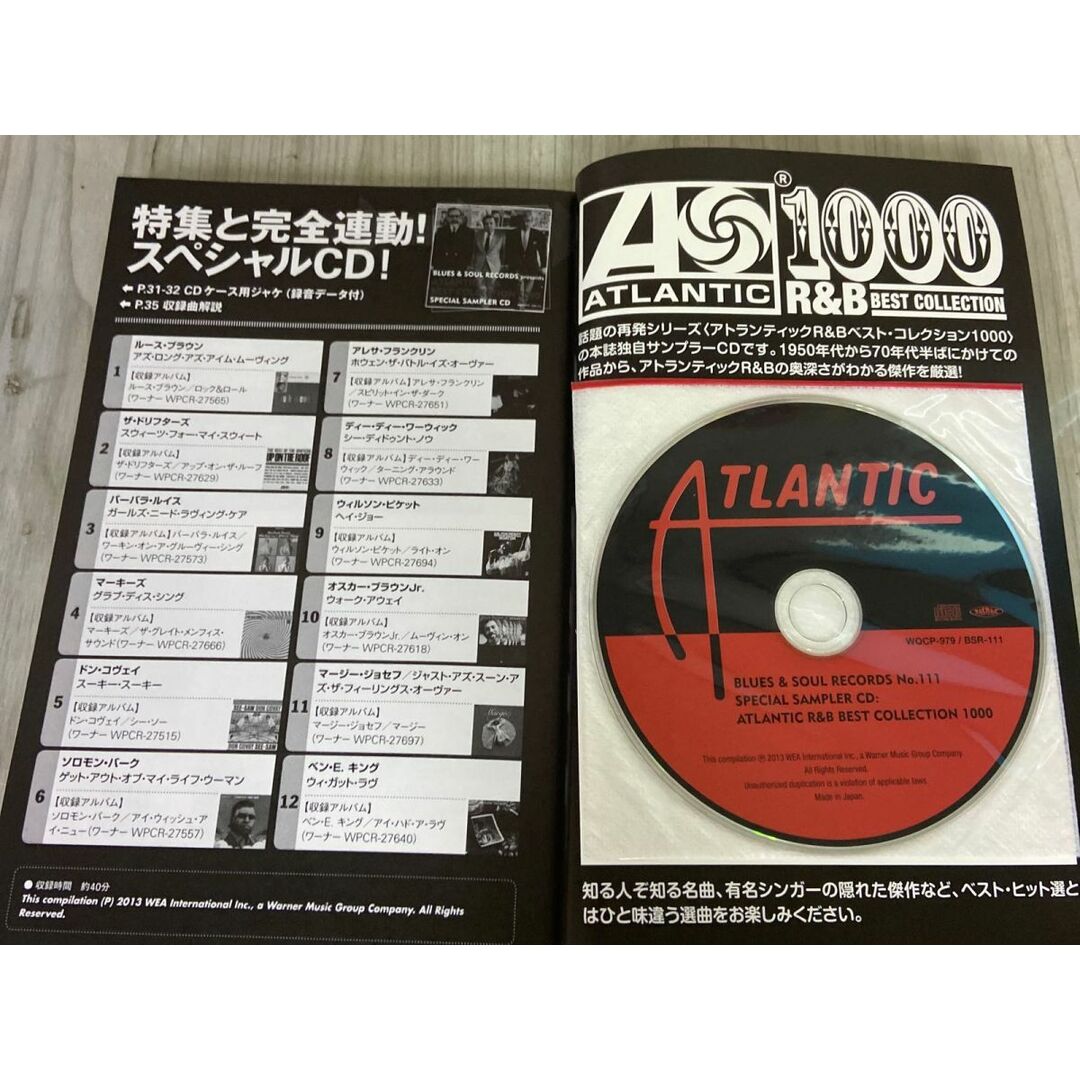 特集と完全連動!
スペシャルCD!
← P.31-32 CDケース用ジャケ(録音データ付)
← P.35 収録曲解説
BLUES & SOUL RECORDS presents
SPECIAL SAMPLER CD
1
ルース・ブラウン
アズ・ロング・アズ・アイム・ムーヴィング
【収録アルバム】
ルース・ブラウン/ロック&ロール
(ワーナー WPCR-27565)
2
ザ・ドリフターズ
スウィーツ・フォー・マイ・スウィート
【収録アルバム】
ザ・ドリフターズ/アップ・オン・ザ・ルーフ
(ワーナー WPCR-27629)
UP ON THE ROOF
3
バーバラ・ルイス
ガールズ・ニード・ラヴィング・ケア
【収録アルバム】バーバラ・ルイス/
ワーキン・オン・ア・グルーヴィー・シング
(ワーナー WPCR-27573)
4
マーキーズ
グラブ・ディス・シング
【収録アルバム】
マーキーズ/ザ・グレイト・メンフィス・
サウンド(ワーナー WPCR-27666)
5
ドン・コヴェイ
スーキー・スーキー
【収録アルバム】
ドン・コヴェイ/シー・ソー
(ワーナー WPCR-27515)
SEE-SAW DON COVAY
DON COVAY SEE-SAW
6
ソロモン・バーク
ゲット・アウト・オブ・マイ・ライフ・ウーマン
【収録アルバム】
ソロモン・バーク/アイ・ウィッシュ・ア
イ・ニュー(ワーナー WPCR-27557)
7
アレサ・フランクリン
ホウェン・ザ・バトル・イズ・オーヴァー
【収録アルバム】アレサ・フランクリン/
スピリット・イン・ザ・ダーク
(ワーナー WPCR-27651)
8
ディー・ディー・ワーウィック
シー・ディドゥント・ノウ
【収録アルバム】ディー・ディー・ワー
ウィック/ターニング・アラウンド
(ワーナー WPCR-27633)
9
ウィルソン・ピケット
ヘイ・ジョー
【収録アルバム】
ウィルソン・ピケット/ライト・オン
(ワーナー WPCR-27694)
10
オスカー・ブラウンJr.
ウォーク・アウェイ
【収録アルバム】
オスカー・ブラウンJr./ムーヴィン・オン
(ワーナー WPCR-27618)
11
マージー・ジョセフ/ジャスト・アズ・スーン・ア
ズ・ザ・フィーリングス・オーヴァー
【収録アルバム】
マージー・ジョセフ/マージー
(ワーナー WPCR-27697)
12
ベン・E. キング
ウィ・ガット・ラヴ
【収録アルバム】
ベン・E. キング/アイ・ハド・ア・ラヴ
(ワーナー WPCR-27640)
● 収録時間 約40分
This compilation (P) 2013 WEA International Inc., a Warner Music Group Company. All Rights
Reserved.
®
ATLANTIC
1000
R&B BEST COLLECTION
話題の再発シリーズ〈アトランティックR&Bベスト・コレクション1000〉
の本誌独自サンプラーCDです。1950年代から70年代半ばにかけての
作品から、アトランティックR&Bの奥深さがわかる傑作を厳選!
ATLANTIC
WQCP-979 / BSR-111
BLUES & SOUL RECORDS No.111
SPECIAL SAMPLER CD:
ATLANTIC R&B BEST COLLECTION 1000
This compilation ℗ 2013 WEA International Inc., a Warner Music Group Company.
All Rights Reserved.
Unauthorized duplication is a violation of applicable laws.
Made in Japan.
知る人ぞ知る名曲、有名シンガーの隠れた傑作など、ベスト・ヒット選と
はひと味違う選曲をお楽しみください。